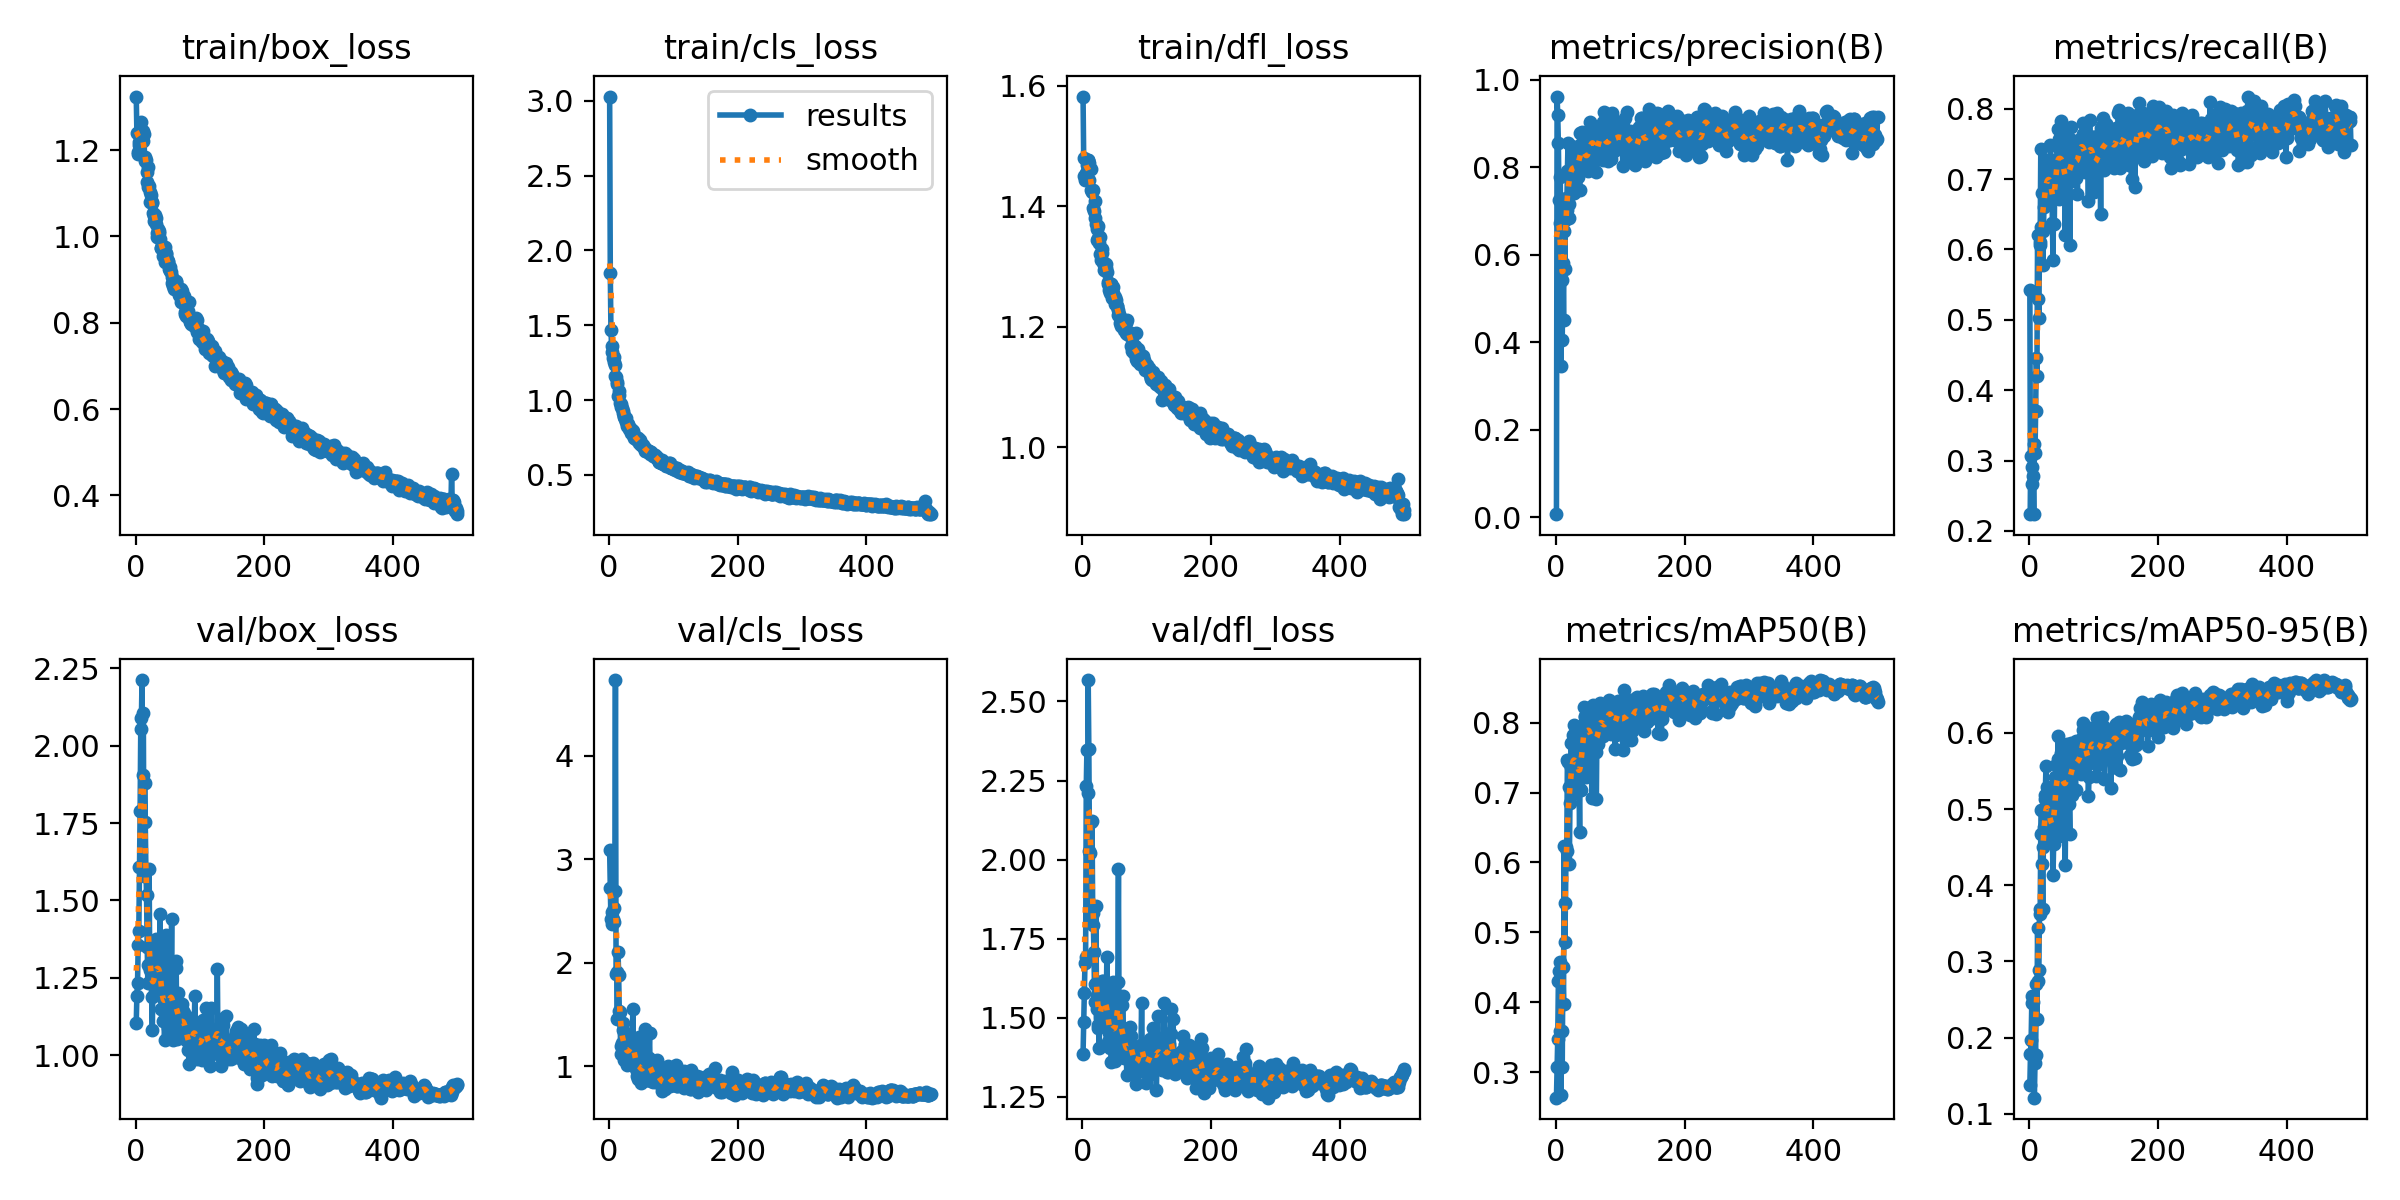 train/box_loss
train/cls_loss
train/dfl_loss
metrics/precision(B)
metrics/recall(B)
1.2
1.0
0.8
0.6
0.4
0 200 400
3.0
2.5
2.0
1.5
1.0
0.5
results
smooth
0 200 400
1.6
1.4
1.2
1.0
0 200 400
1.0
0.8
0.6
0.4
0.2
0.0
0 200 400
0.8
0.7
0.6
0.5
0.4
0.3
0.2
0 200 400
val/box_loss
val/cls_loss
val/dfl_loss
metrics/mAP50(B)
metrics/mAP50-95(B)
2.25
2.00
1.75
1.50
1.25
1.00
0 200 400
4
3
2
1
0 200 400
2.50
2.25
2.00
1.75
1.50
1.25
0 200 400
0.8
0.7
0.6
0.5
0.4
0.3
0 200 400
0.6
0.5
0.4
0.3
0.2
0.1
0 200 400